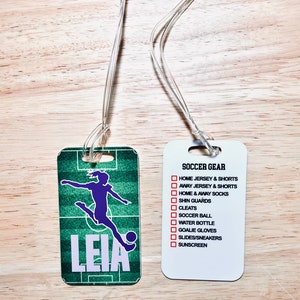 LEIA
SOCCER GEAR
HOME JERSEY & SHORTS
AWAY JERSEY & SHORTS
HOME & AWAY SOCKS
SHIN GUARDS
CLEATS
SOCCER BALL
WATER BOTTLE
GOALIE GLOVES
SLIDES/SNEAKERS
SUNSCREEN